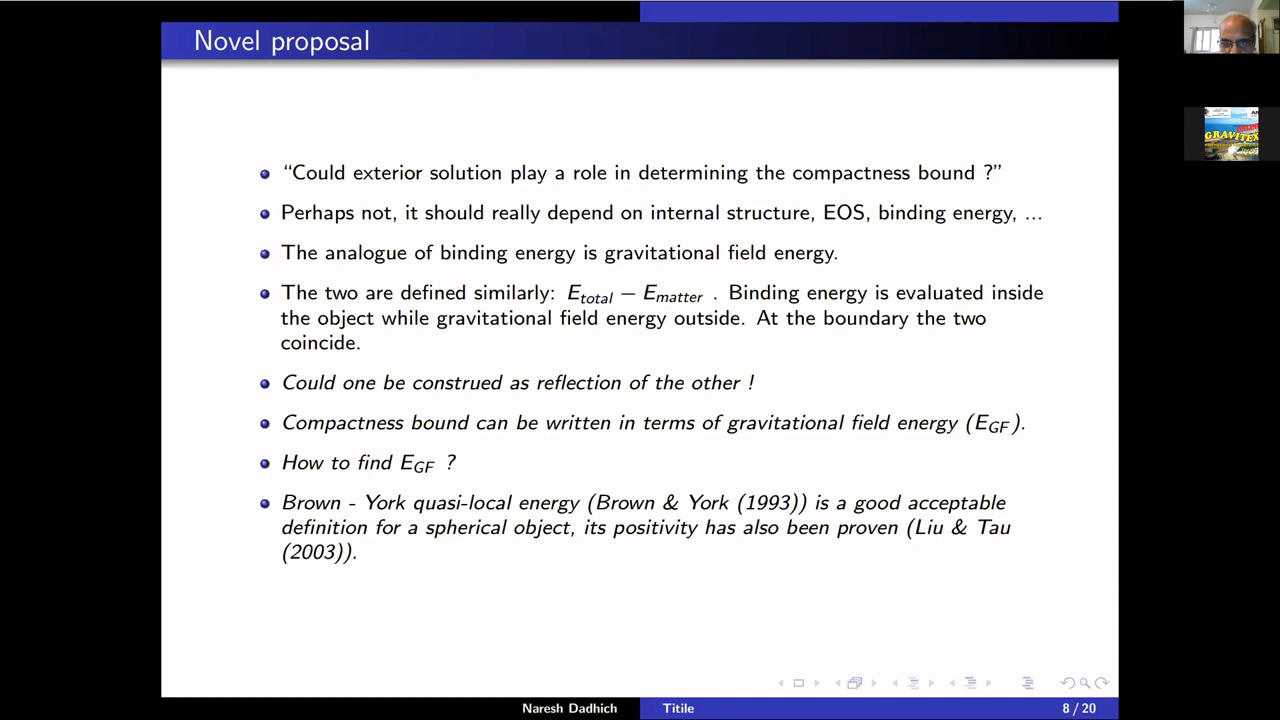 Novel proposal
“Could exterior solution play a role in determining the compactness bound ?”
Perhaps not, it should really depend on internal structure, EOS, binding energy, ...
The analogue of binding energy is gravitational field energy.
The two are defined similarly: E_total − E_matter . Binding energy is evaluated inside
the object while gravitational field energy outside. At the boundary the two
coincide.
Could one be construed as reflection of the other !
Compactness bound can be written in terms of gravitational field energy (E_GF).
How to find E_GF ?
Brown - York quasi-local energy (Brown & York (1993)) is a good acceptable
definition for a spherical object, its positivity has also been proven (Liu & Tau
(2003)).
Naresh Dadhich
Titile
8 / 20
GRAVITEX